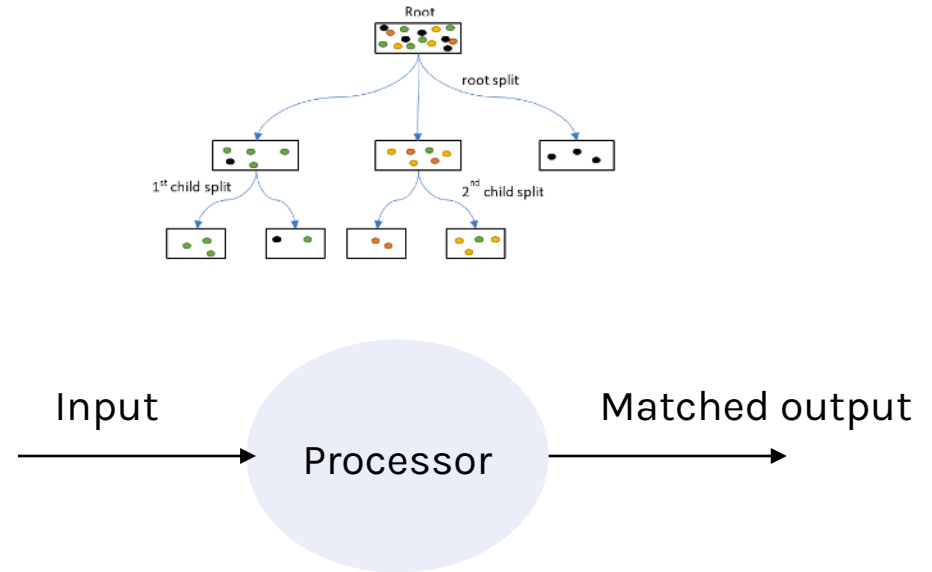 Root
root split
1st child split
2nd child split
Input
Matched output
Processor